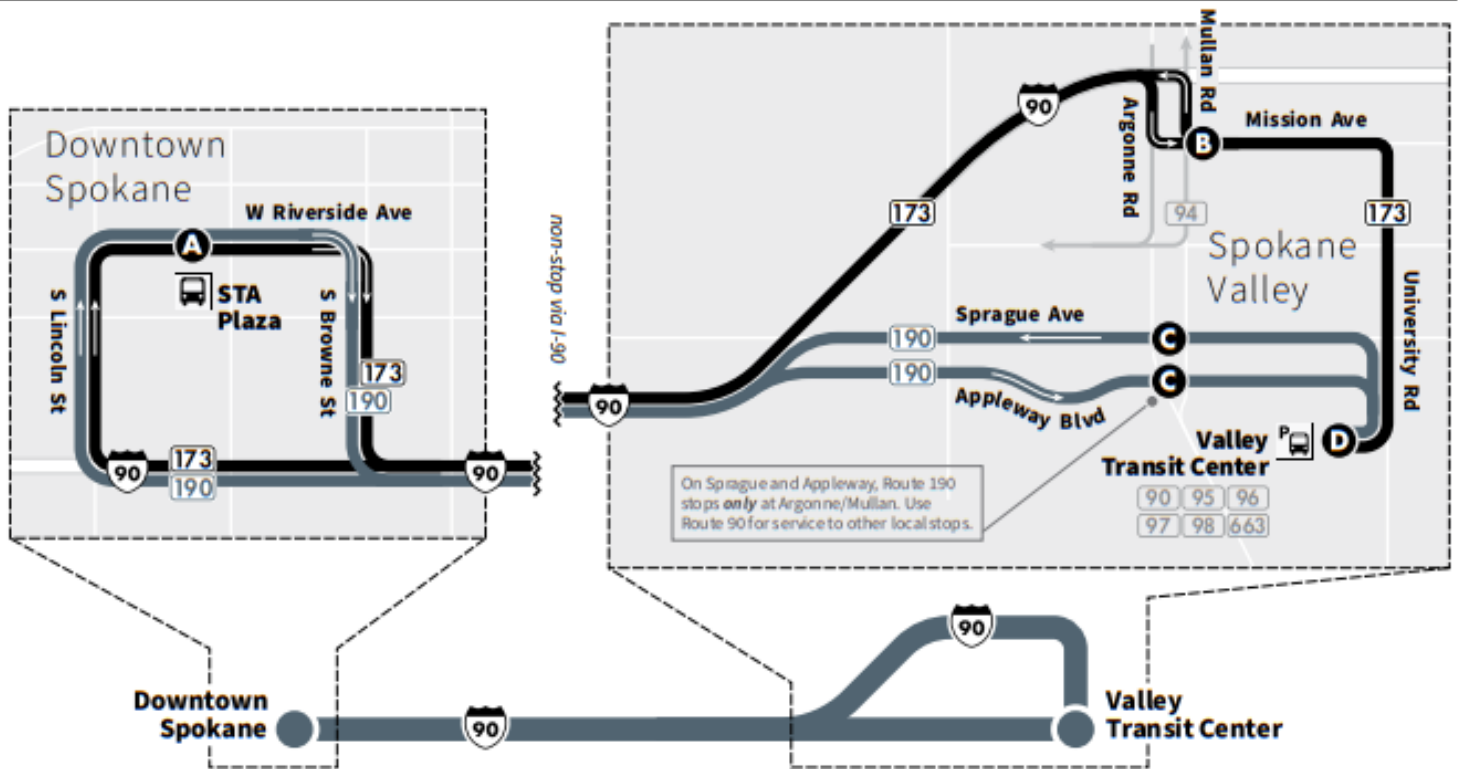 Downtown
Spokane
W Riverside Ave
A
STA
Plaza
S Lincoln St
S Browne St
173
190
90
173
190
90
non-stop via I-90
90
Mullan Rd
90
Argonne Rd
B
Mission Ave
173
94
173
Spokane
Valley
University Rd
Sprague Ave
190
C
190
C
Appleway Blvd
Valley
Transit Center
P
D
90 95 96
97 98 663
On Sprague and Appleway, Route 190
stops only at Argonne/Mullan. Use
Route 90 for service to other local stops.
90
Downtown
Spokane
90
Valley
Transit Center